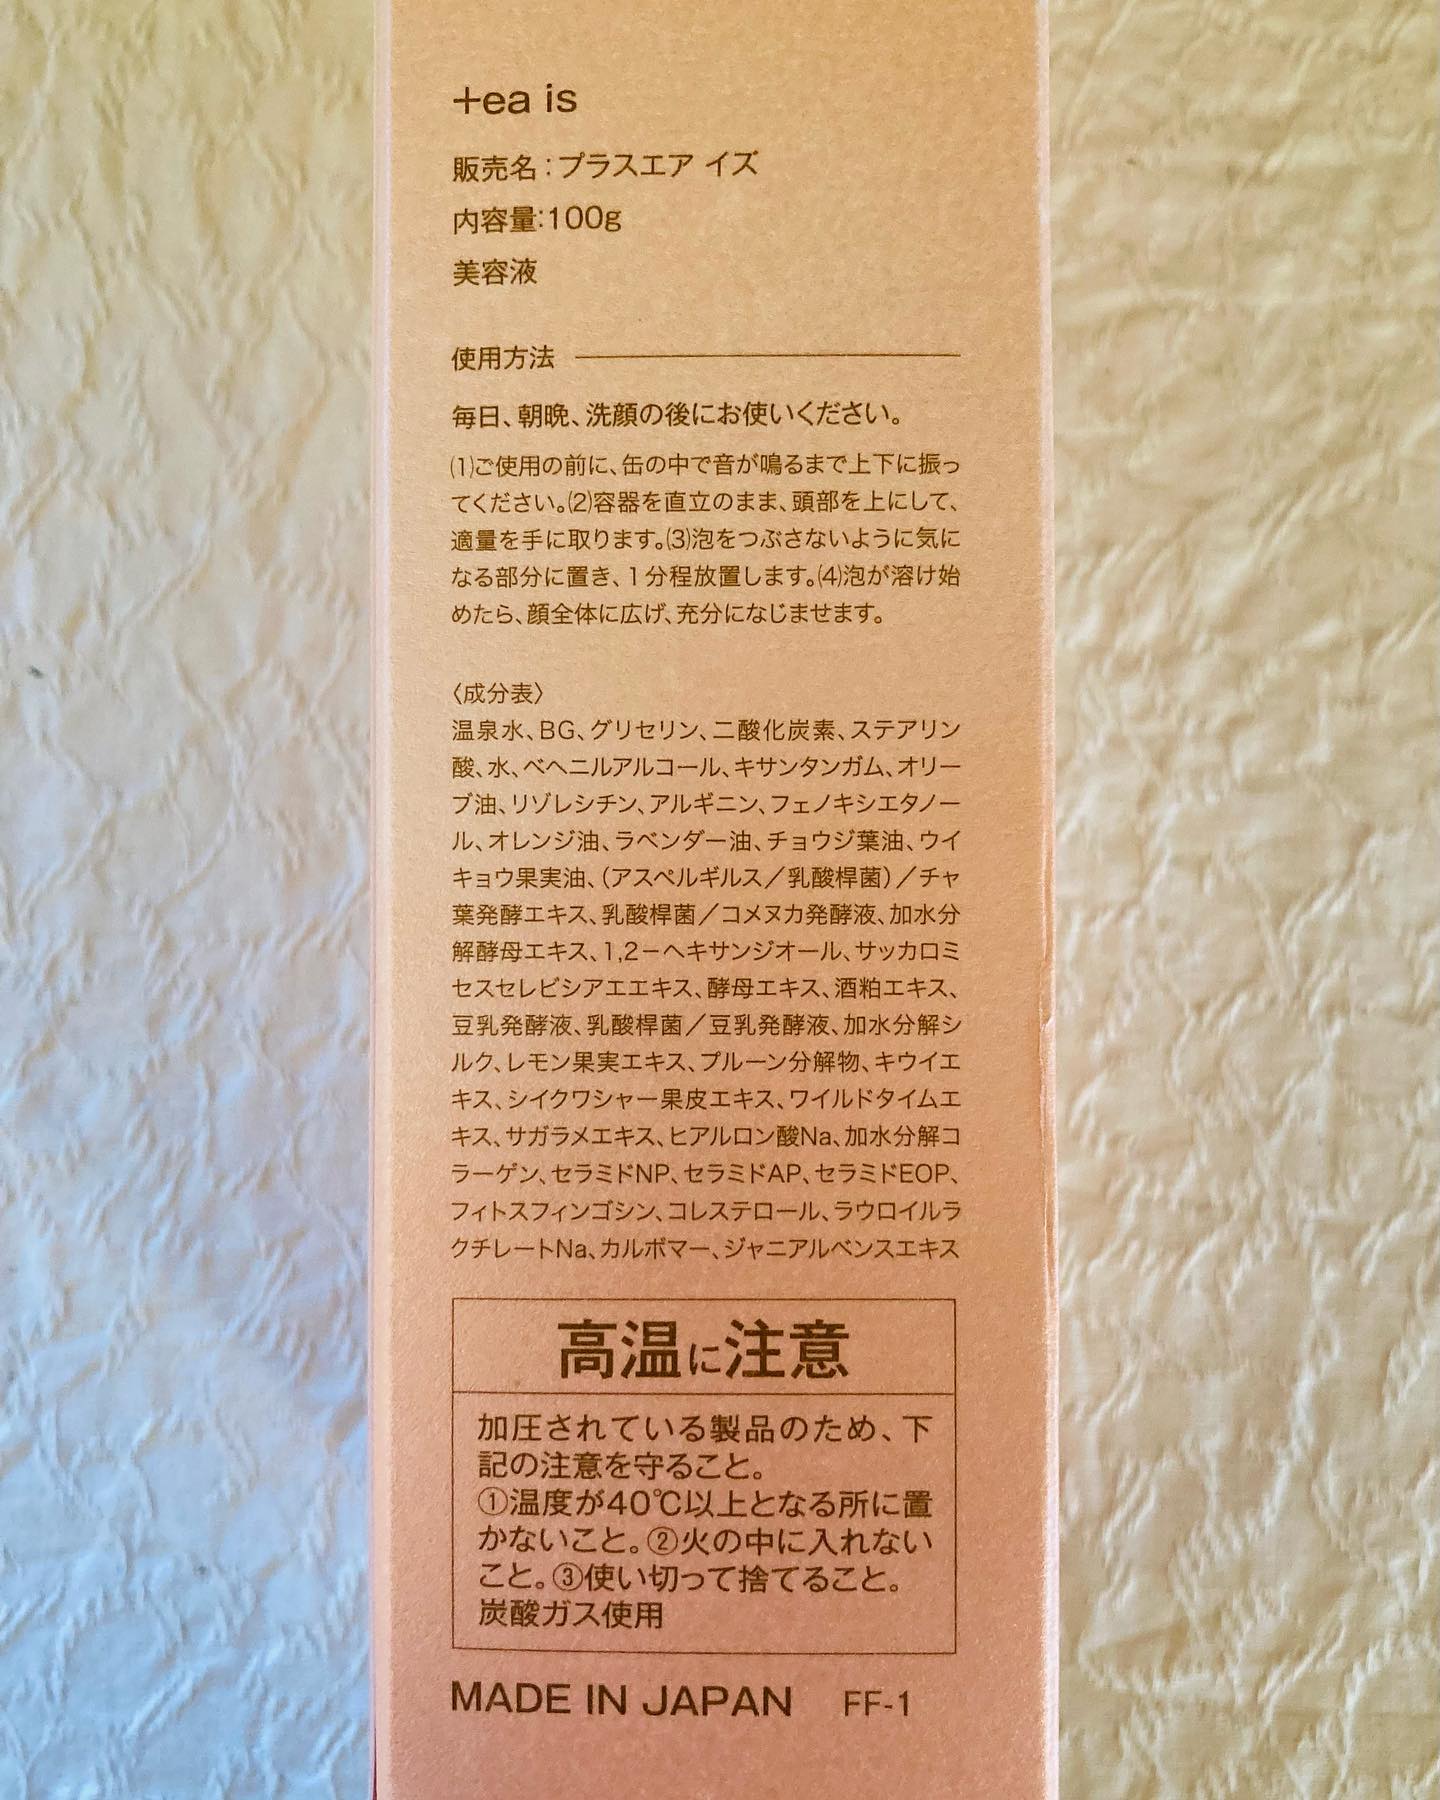 +ea is
販売名：プラスエア イズ
内容量:100g
美容液
使用方法
毎日、朝晩、洗顔の後にお使いください。
⑴ご使用の前に、缶の中で音が鳴るまで上下に振っ
てください。⑵容器を直立のまま、頭部を上にして、
適量を手に取ります。⑶泡をつぶさないように気に
なる部分に置き、1分程放置します。⑷泡が溶け始
めたら、顔全体に広げ、充分になじませます。
〈成分表〉
温泉水、BG、グリセリン、二酸化炭素、ステアリン
酸、水、ベヘニルアルコール、キサンタンガム、オリー
ブ油、リゾレシチン、アルギニン、フェノキシエタノー
ル、オレンジ油、ラベンダー油、チョウジ葉油、ウイ
キョウ果実油、（アスペルギルス／乳酸桿菌）／チャ
葉発酵エキス、乳酸桿菌／コメヌカ発酵液、加水分
解酵母エキス、1,2－ヘキサンジオール、サッカロミ
セスセレビシアエエキス、酵母エキス、酒粕エキス、
豆乳発酵液、乳酸桿菌／豆乳発酵液、加水分解シ
ルク、レモン果実エキス、プルーン分解物、キウイエ
キス、シイクワシャー果皮エキス、ワイルドタイムエ
キス、サガラメエキス、ヒアルロン酸Na、加水分解コ
ラーゲン、セラミドNP、セラミドAP、セラミドEOP、
フィトスフィンゴシン、コレステロール、ラウロイルラ
クチレートNa、カルボマー、ジャニアルベンスエキス
高温に注意
加圧されている製品のため、下
記の注意を守ること。
①温度が40℃以上となる所に置
かないこと。②火の中に入れない
こと。③使い切って捨てること。
炭酸ガス使用
MADE IN JAPAN FF-1